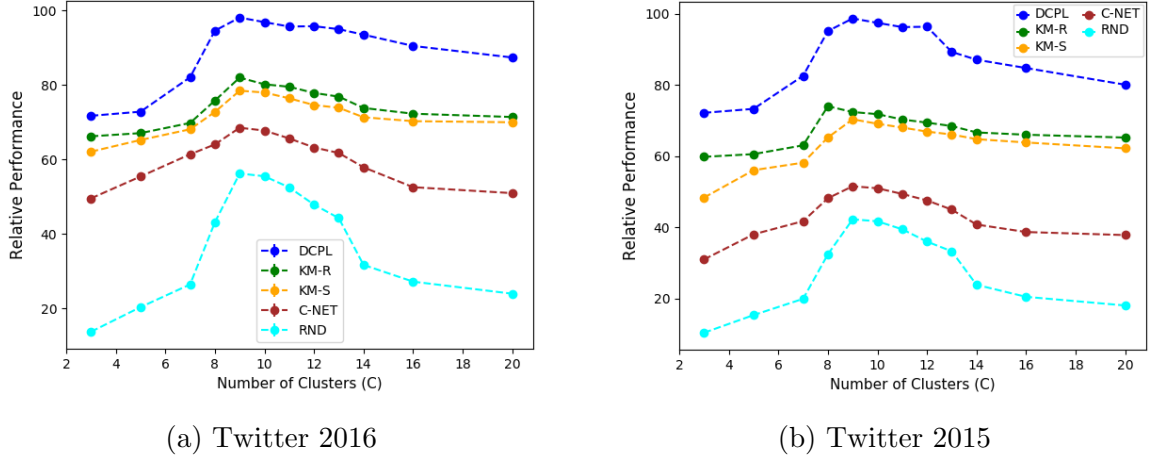 100
80
60
40
20
Relative Performance
2 4 6 8 10 12 14 16 18 20
Number of Clusters (C)
DCPL
KM-R
KM-S
C-NET
RND
(a) Twitter 2016
100
80
60
40
20
Relative Performance
2 4 6 8 10 12 14 16 18 20
Number of Clusters (C)
DCPL C-NET
KM-R RND
KM-S
(b) Twitter 2015